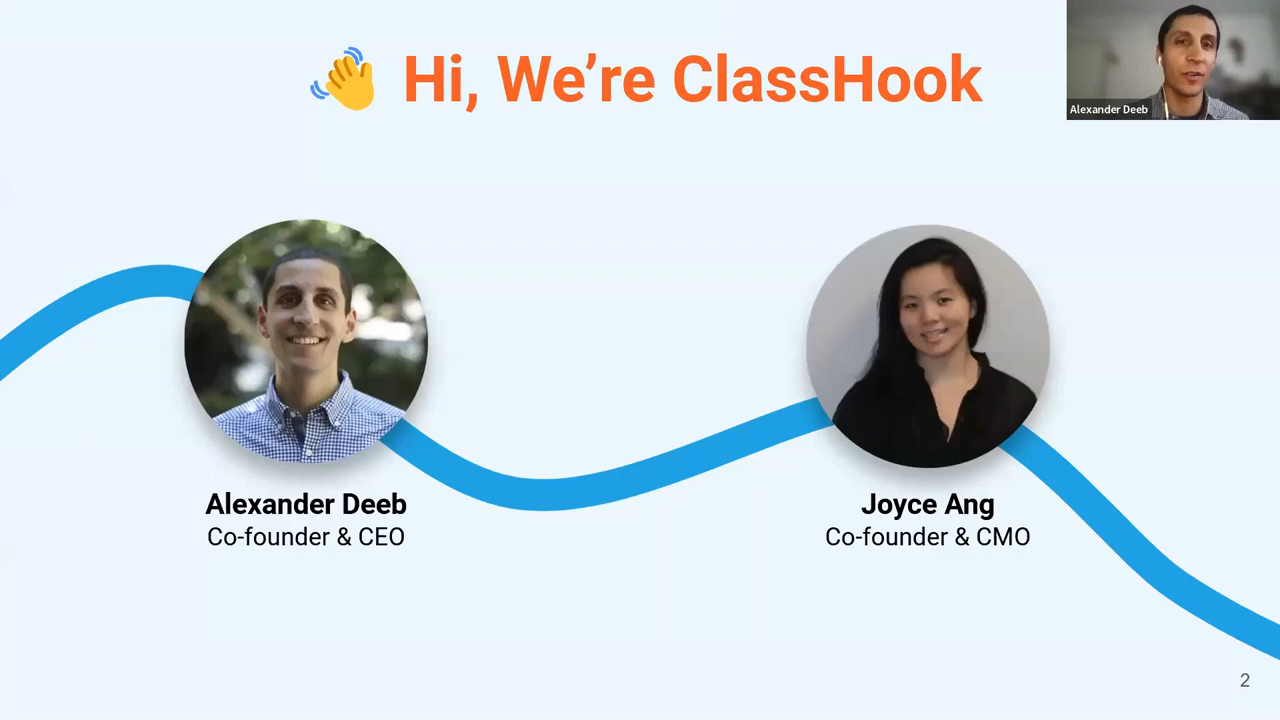 👋 Hi, We’re ClassHook
Alexander Deeb
Alexander Deeb
Co-founder & CEO
Joyce Ang
Co-founder & CMO
2